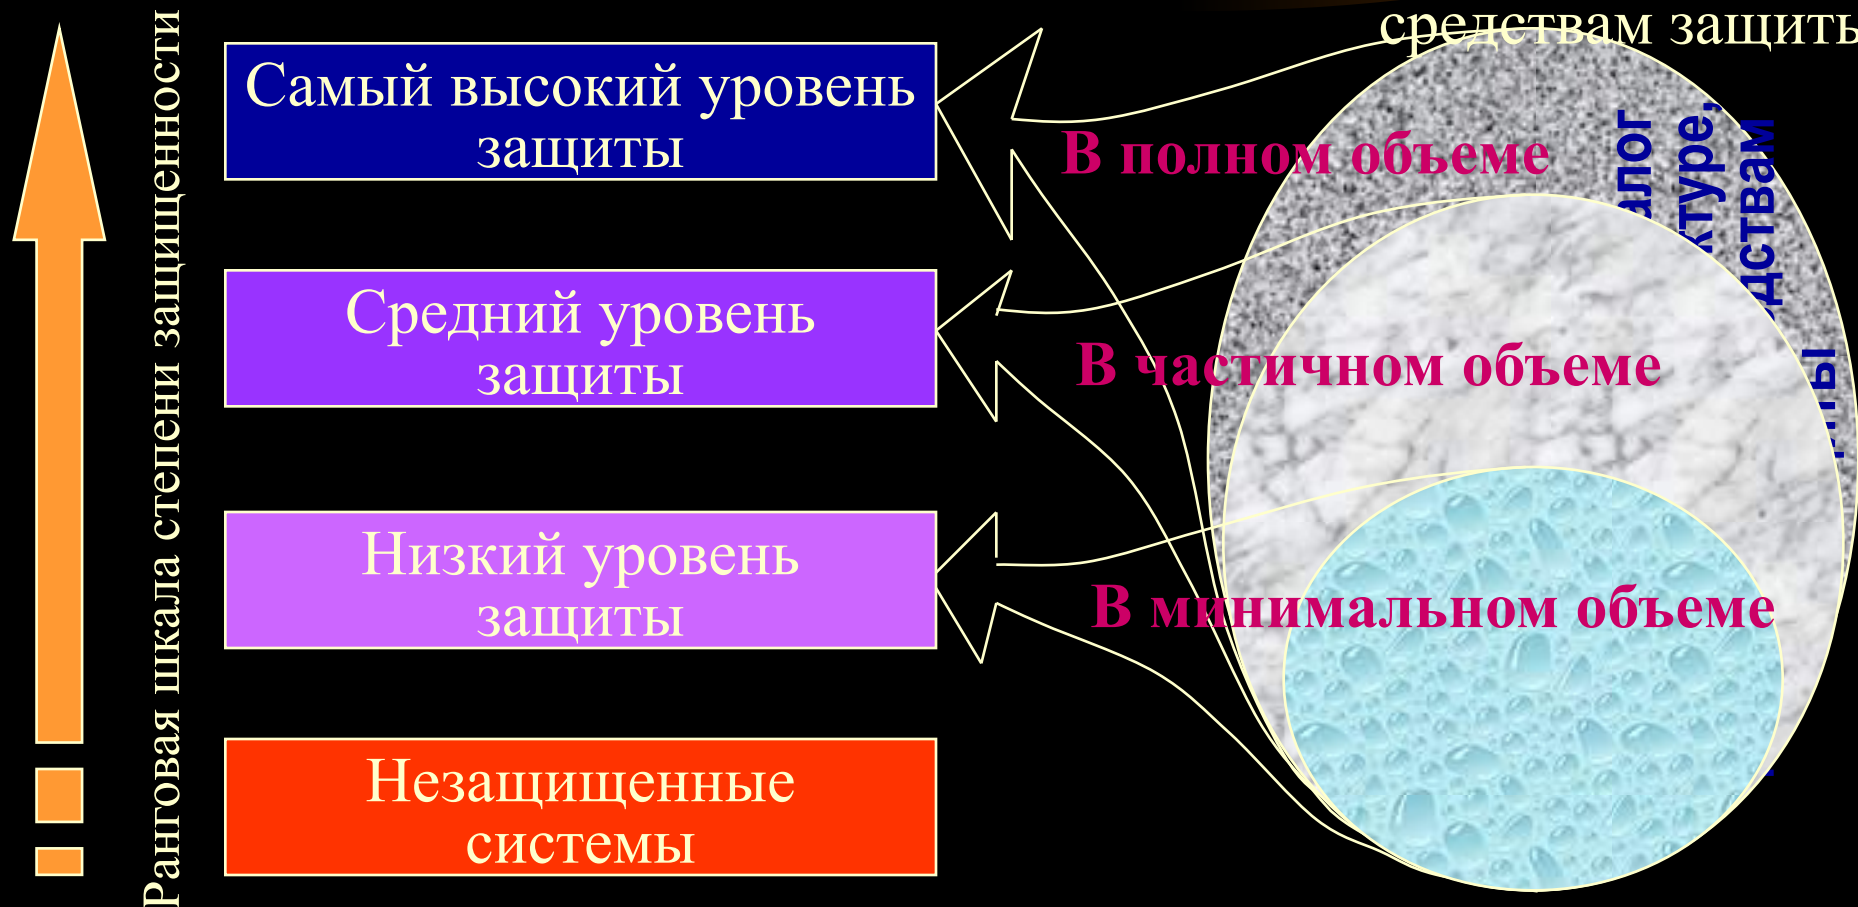 средствам
Ранговая шкала степени защищенности
Самый высокий уровень
защиты
В полном объеме
Средний уровень
защиты
В частичном объеме
Низкий уровень
защиты
В минимальном объеме
Незащищенные
системы